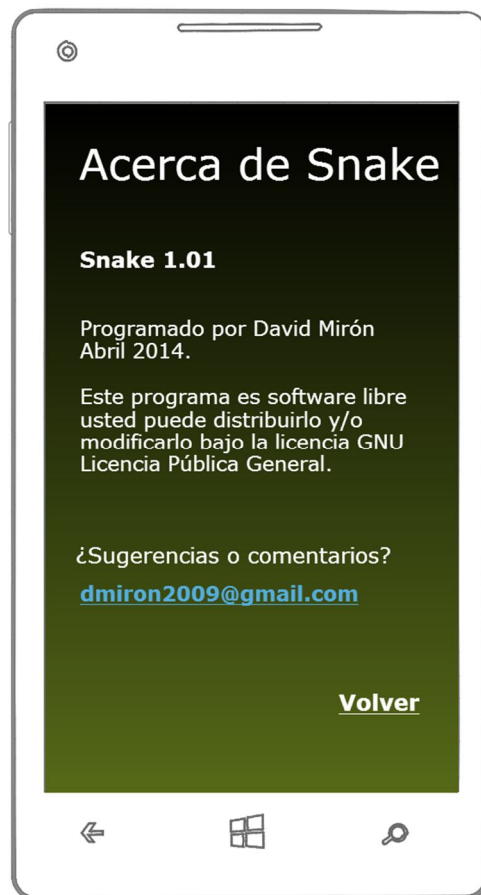 Acerca de Snake
Snake 1.01
Programado por David Mirón
Abril 2014.
Este programa es software libre
usted puede distribuirlo y/o
modificarlo bajo la licencia GNU
Licencia Pública General.
¿Sugerencias o comentarios?
dmiron2009@gmail.com
Volver